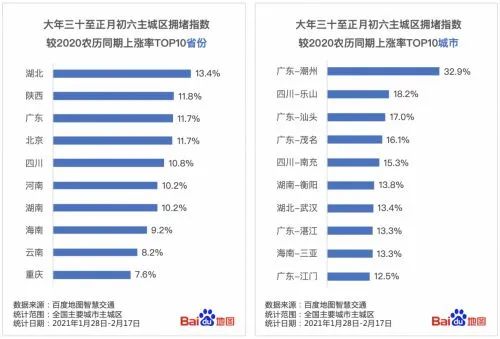 大年三十至正月初六主城区拥堵指数
较2020农历同期上涨率TOP10省份
湖北 13.4%
陕西 11.8%
广东 11.7%
北京 11.7%
四川 10.8%
河南 10.2%
湖南 10.2%
海南 9.2%
云南 8.2%
重庆 7.6%
数据来源：百度地图智慧交通
统计范围：全国主要城市主城区
统计日期：2021年1月28日-2月17日
Bai du 地图
大年三十至正月初六主城区拥堵指数
较2020农历同期上涨率TOP10城市
广东-潮州 32.9%
四川-乐山 18.2%
广东-汕头 17.0%
广东-茂名 16.1%
四川-南充 15.3%
湖南-衡阳 13.8%
湖北-武汉 13.4%
广东-湛江 13.3%
海南-三亚 13.3%
广东-江门 12.5%
数据来源：百度地图智慧交通
统计范围：全国主要城市主城区
统计日期：2021年1月28日-2月17日
Bai du 地图